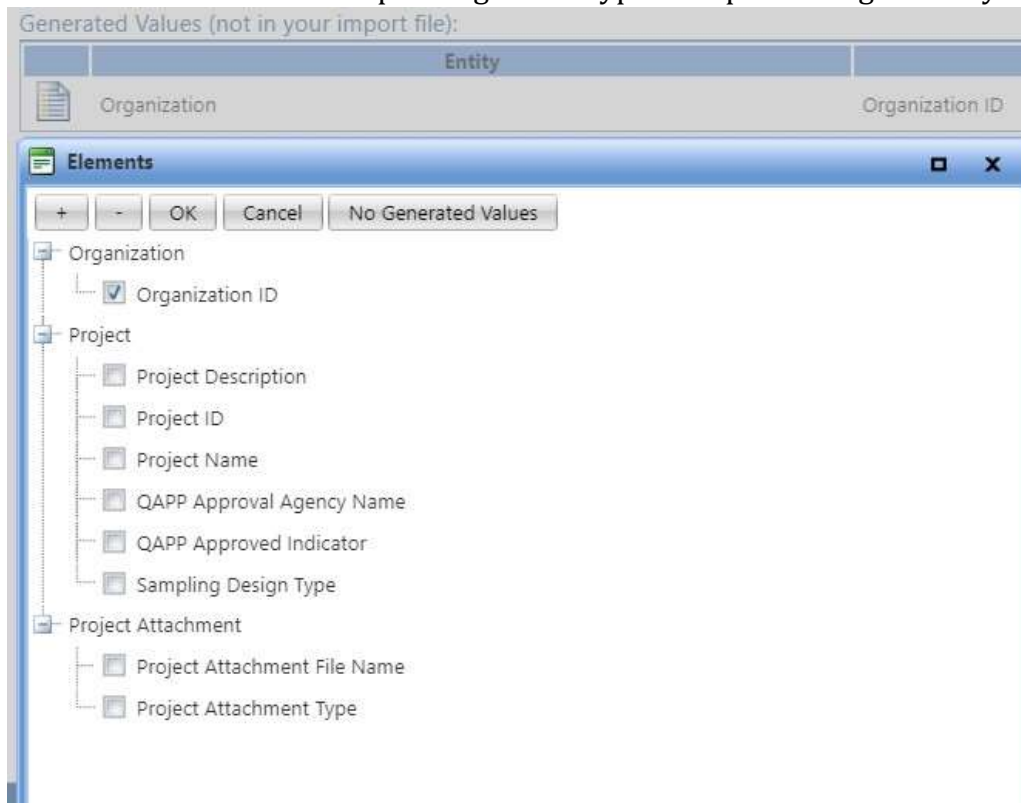 Generated Values (not in your import file):
Entity
Organization Organization ID
Elements
+ - OK Cancel No Generated Values
Organization
Organization ID
Project
Project Description
Project ID
Project Name
QAPP Approval Agency Name
QAPP Approved Indicator
Sampling Design Type
Project Attachment
Project Attachment File Name
Project Attachment Type